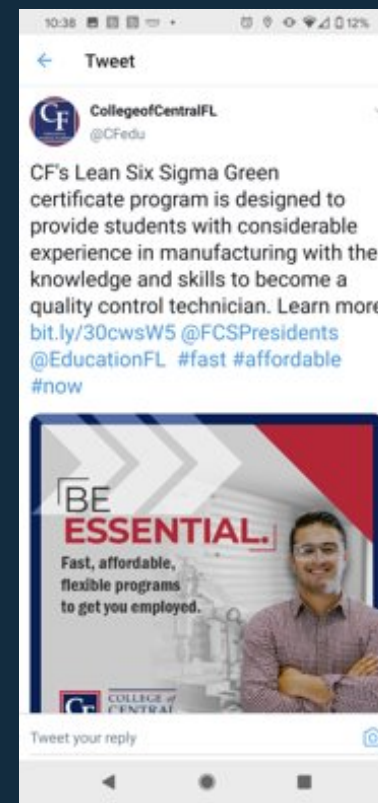 10:38
12%
Tweet
CF
CollegeofCentralFL
@CFedu
CF's Lean Six Sigma Green
certificate program is designed to
provide students with considerable
experience in manufacturing with the
knowledge and skills to become a
quality control technician. Learn more
bit.ly/30cwsW5 @FCSPresidents
@EducationFL #fast #affordable
#now
BE
ESSENTIAL.
Fast, affordable,
flexible programs
to get you employed.
CF COLLEGE of
CENTRAL
Tweet your reply